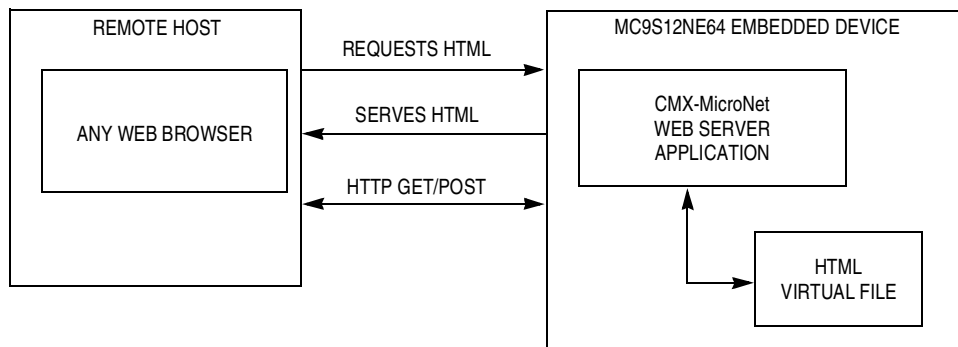 REMOTE HOST
ANY WEB BROWSER
REQUESTS HTML
SERVES HTML
HTTP GET/POST
MC9S12NE64 EMBEDDED DEVICE
CMX-MicroNet
WEB SERVER
APPLICATION
HTML
VIRTUAL FILE